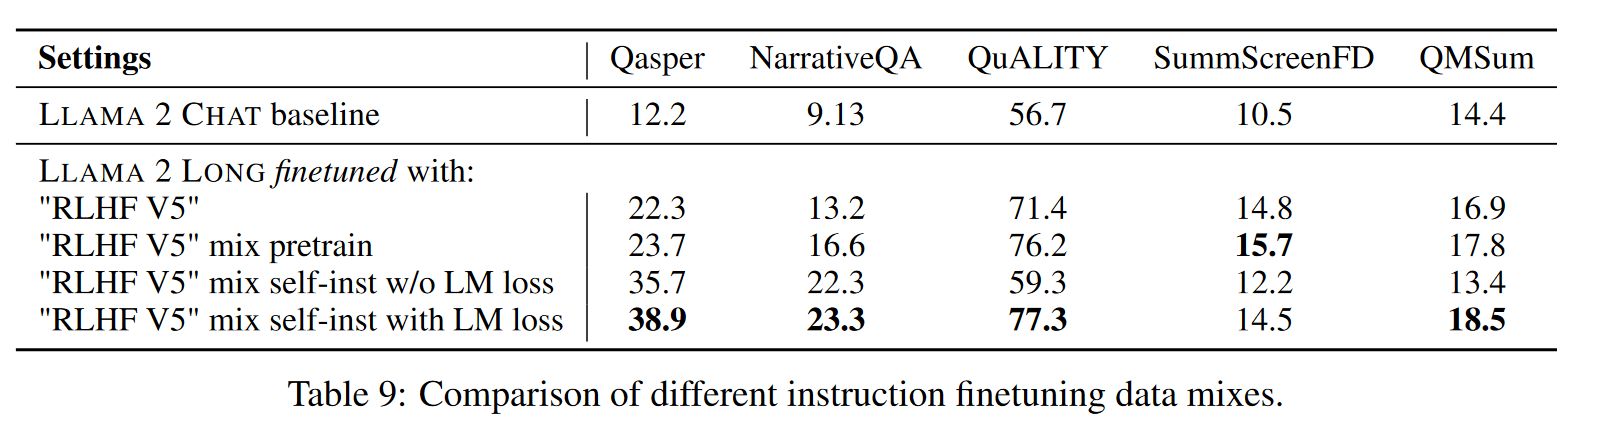 Settings Qasper NarrativeQA QuALITY SummScreenFD QMSum
LLAMA 2 CHAT baseline 12.2 9.13 56.7 10.5 14.4
LLAMA 2 LONG finetuned with:
"RLHF V5" 22.3 13.2 71.4 14.8 16.9
"RLHF V5" mix pretrain 23.7 16.6 76.2 15.7 17.8
"RLHF V5" mix self-inst w/o LM loss 35.7 22.3 59.3 12.2 13.4
"RLHF V5" mix self-inst with LM loss 38.9 23.3 77.3 14.5 18.5
Table 9: Comparison of different instruction finetuning data mixes.